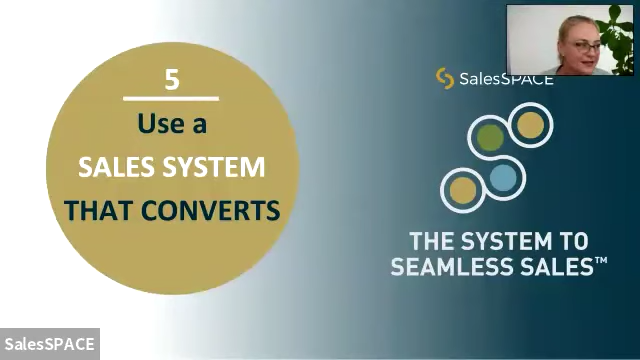 5
Use a
SALES SYSTEM
THAT CONVERTS
SalesSPACE
THE SYSTEM TO
SEAMLESS SALES™
SalesSPACE